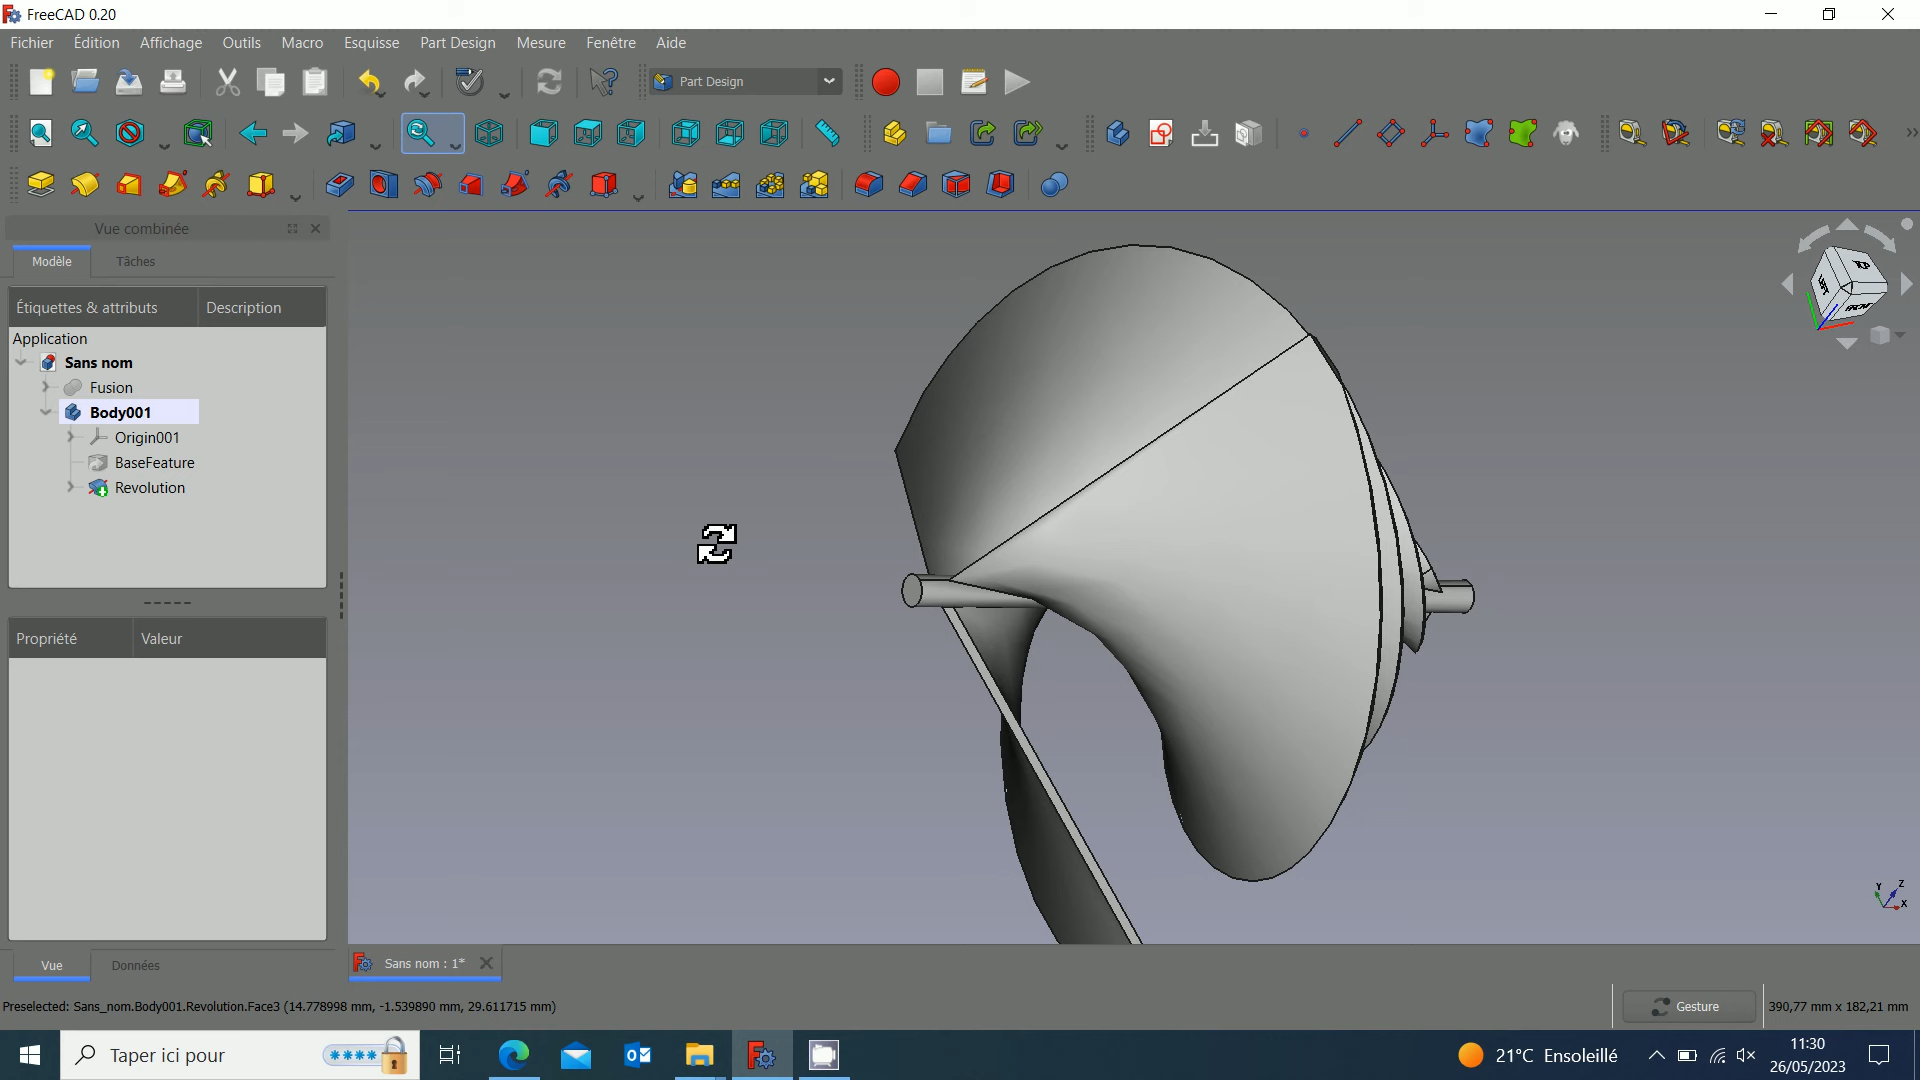 FreeCAD 0.20
Fichier Édition Affichage Outils Macro Esquisse Part Design Mesure Fenêtre Aide
Part Design
Vue combinée
Modèle Tâches
Étiquettes & attributs Description
Application
Sans nom
Fusion
Body001
Origin001
BaseFeature
Revolution
Propriété Valeur
TOP
Vue Données
Sans nom : 1*
Y Z X
Preselected: Sans_nom.Body001.Revolution.Face3 (14.778998 mm, -1.539890 mm, 29.611715 mm)
Gesture
390,77 mm x 182,21 mm
Taper ici pour
****
21°C Ensoleillé
11:30
26/05/2023